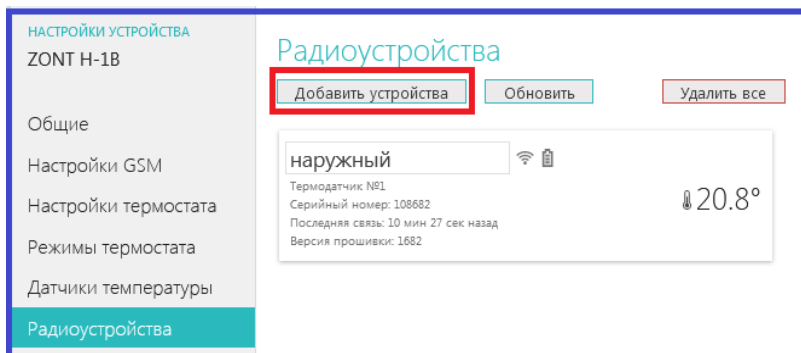 НАСТРОЙКИ УСТРОЙСТВА
ZONT H-1B
Общие
Настройки GSM
Настройки термостата
Режимы термостата
Датчики температуры
Радиоустройства
Радиоустройства
Добавить устройства
Обновить
Удалить все
наружный
Термодатчик №1
Серийный номер: 108682
Последняя связь: 10 мин 27 сек назад
Версия прошивки: 1682
20.8°